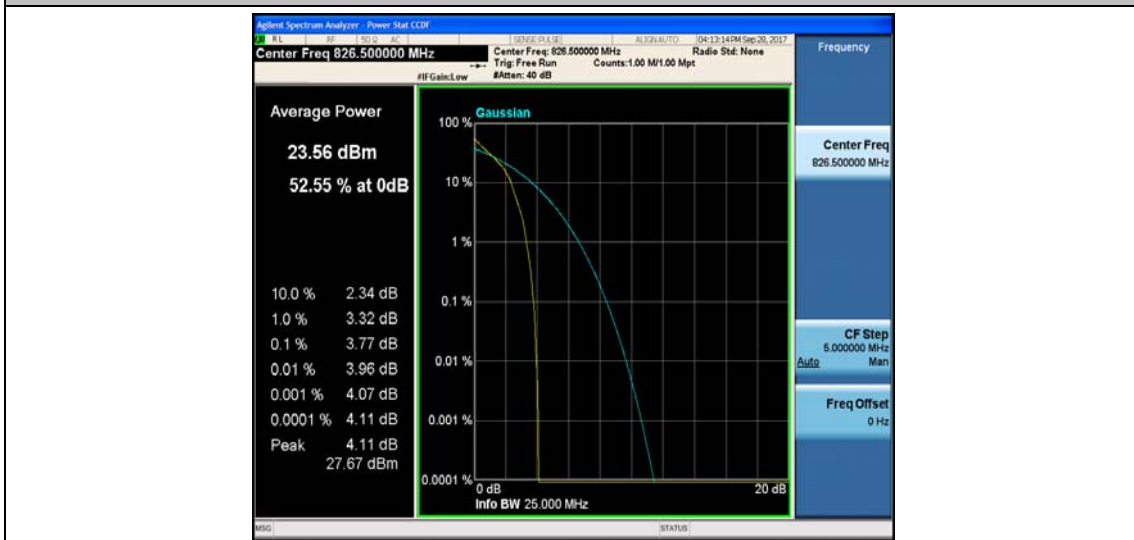 Agilent Spectrum Analyzer - Power Stat CCDF
RL RF 50 Ω AC SENSE:PULSE ALIGN AUTO 04:13:14 PM Sep 20, 2017
Center Freq 826.500000 MHz
Center Freq: 826.500000 MHz Radio Std: None
Trig: Free Run Counts:1.00 M/1.00 Mpt
#IFGain:Low #Atten: 40 dB
Frequency
Average Power
23.56 dBm
52.55 % at 0dB
10.0 % 2.34 dB
1.0 % 3.32 dB
0.1 % 3.77 dB
0.01 % 3.96 dB
0.001 % 4.07 dB
0.0001 % 4.11 dB
Peak 4.11 dB
27.67 dBm
Gaussian
100 %
10 %
1 %
0.1 %
0.01 %
0.001 %
0.0001 %
0 dB 20 dB
Info BW 25.000 MHz
Center Freq
826.500000 MHz
CF Step
5.000000 MHz
Auto Man
Freq Offset
0 Hz
MSG STATUS